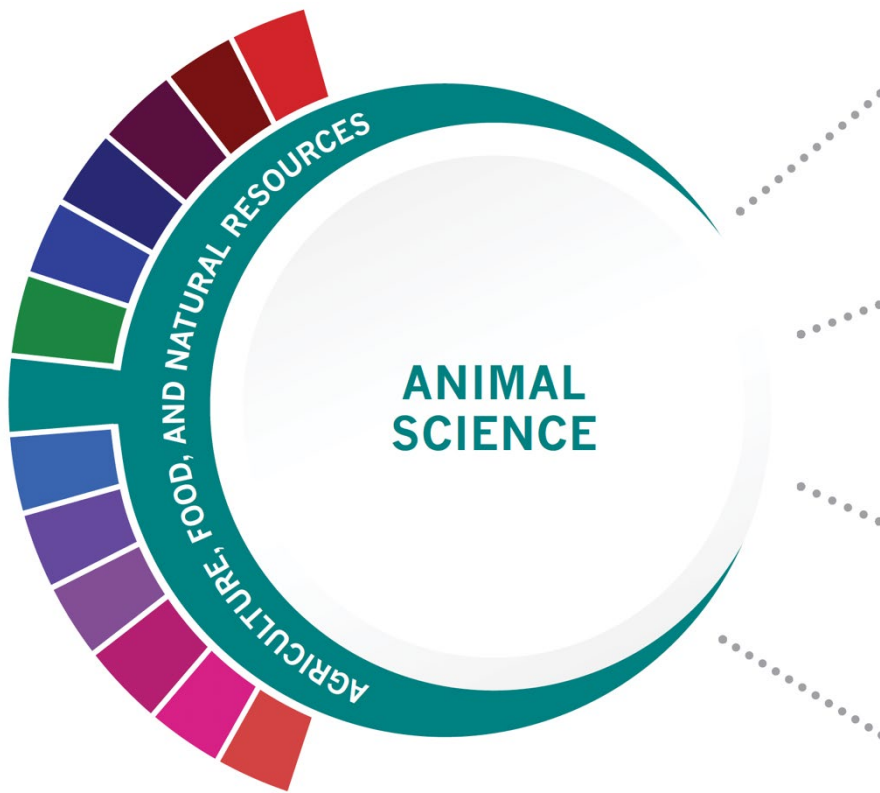 AGRICULTURE, FOOD, AND NATURAL RESOURCES
ANIMAL
SCIENCE